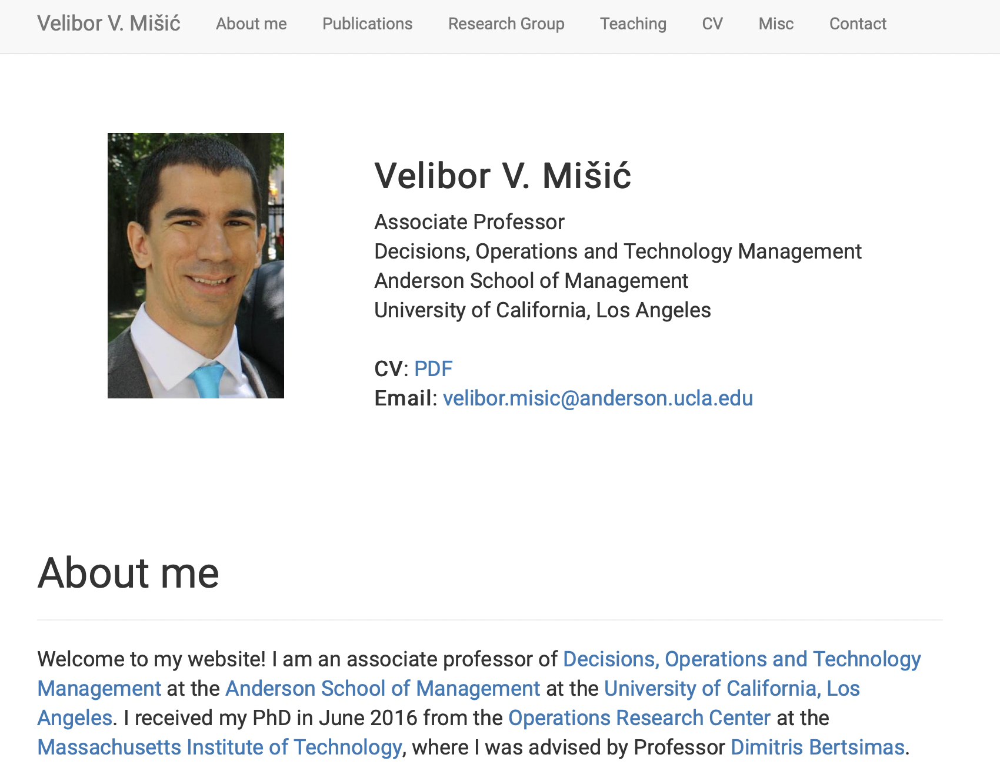 Velibor V. Mišić About me Publications Research Group Teaching CV Misc Contact
Velibor V. Mišić
Associate Professor
Decisions, Operations and Technology Management
Anderson School of Management
University of California, Los Angeles
CV: PDF
Email: velibor.misic@anderson.ucla.edu
About me
Welcome to my website! I am an associate professor of Decisions, Operations and Technology
Management at the Anderson School of Management at the University of California, Los
Angeles. I received my PhD in June 2016 from the Operations Research Center at the
Massachusetts Institute of Technology, where I was advised by Professor Dimitris Bertsimas.